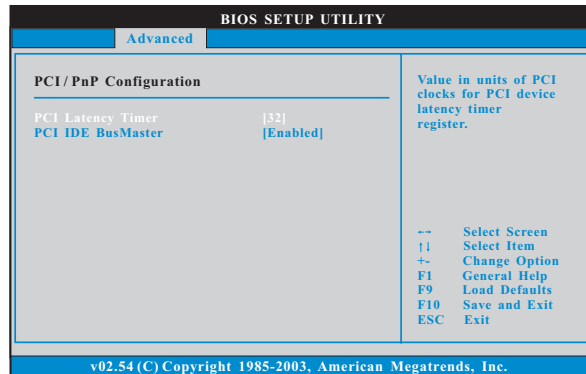 BIOS SETUP UTILITY
Advanced
PCI / PnP Configuration
PCI Latency Timer [32]
PCI IDE BusMaster [Enabled]
Value in units of PCI
clocks for PCI device
latency timer
register.
←→ Select Screen
↑↓ Select Item
+- Change Option
F1 General Help
F9 Load Defaults
F10 Save and Exit
ESC Exit
v02.54 (C) Copyright 1985-2003, American Megatrends, Inc.